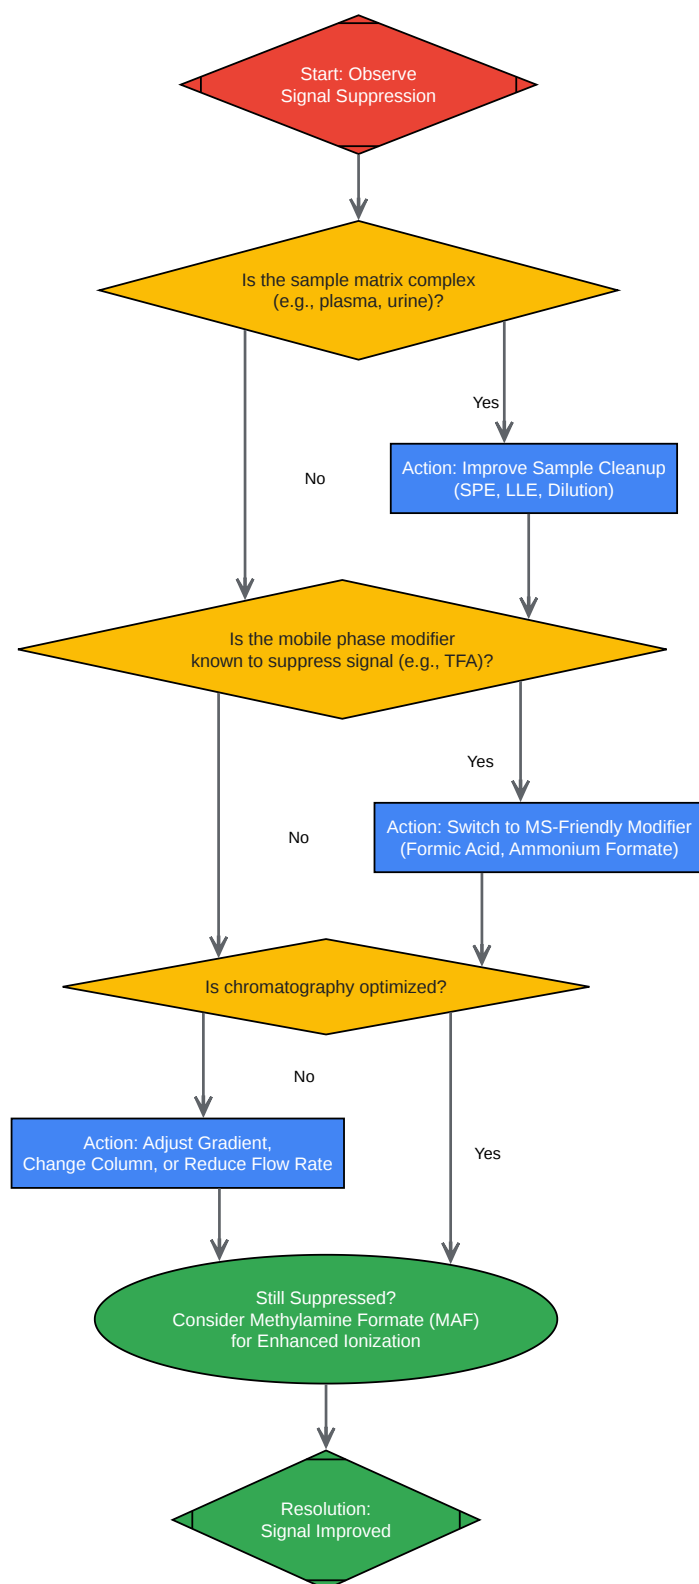 Start: Observe
Signal Suppression
Is the sample matrix complex
(e.g., plasma, urine)?
Yes
Action: Improve Sample Cleanup
(SPE, LLE, Dilution)
No
Is the mobile phase modifier
known to suppress signal (e.g., TFA)?
Yes
Action: Switch to MS-Friendly Modifier
(Formic Acid, Ammonium Formate)
No
Is chromatography optimized?
No
Action: Adjust Gradient,
Change Column, or Reduce Flow Rate
Yes
Still Suppressed?
Consider Methylamine Formate (MAF)
for Enhanced Ionization
Resolution:
Signal Improved